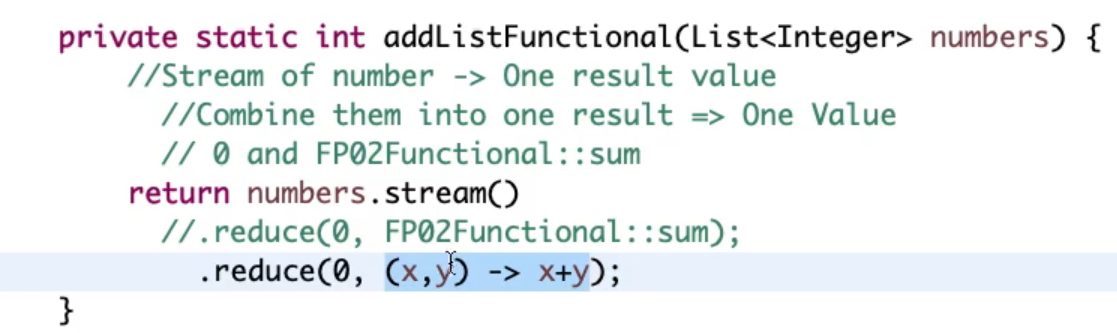 private static int addListFunctional(List<Integer> numbers) {
//Stream of number -> One result value
//Combine them into one result => One Value
// 0 and FP02Functional::sum
return numbers.stream()
//.reduce(0, FP02Functional::sum);
.reduce(0, (x,y) -> x+y);
}